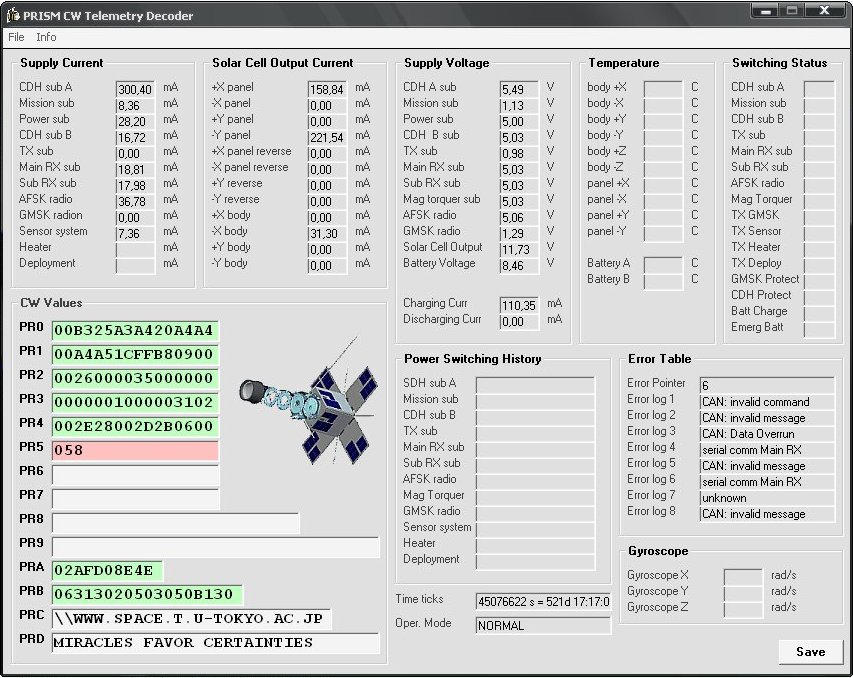 PRISM CW Telemetry Decoder
File Info
Supply Current
CDH sub A 300,40 mA
Mission sub 8,36 mA
Power sub 28,20 mA
CDH sub B 16,72 mA
TX sub 0,00 mA
Main RX sub 18,81 mA
Sub RX sub 17,98 mA
AFSK radio 36,78 mA
GMSK radion 0,00 mA
Sensor system 7,36 mA
Heater mA
Deployment mA
Solar Cell Output Current
+X panel 158,84 mA
-X panel 0,00 mA
+Y panel 0,00 mA
-Y panel 221,54 mA
+X panel reverse 0,00 mA
-X panel reverse 0,00 mA
+Y reverse 0,00 mA
-Y reverse 0,00 mA
+X body 0,00 mA
-X body 31,30 mA
+Y body 0,00 mA
-Y body 0,00 mA
Supply Voltage
CDH A sub 5,49 V
Mission sub 1,13 V
Power sub 5,00 V
CDH B sub 5,03 V
TX sub 0,98 V
Main RX sub 5,03 V
Sub RX sub 5,03 V
Mag torquer sub 5,03 V
AFSK radio 5,06 V
GMSK radio 1,29 V
Solar Cell Output 11,73 V
Battery Voltage 8,46 V
Charging Curr 110,35 mA
Discharging Curr 0,00 mA
Temperature
body +X C
body -X C
body +Y C
body -Y C
body +Z C
body -Z C
panel +X C
panel -X C
panel +Y C
panel -Y C
Battery A C
Battery B C
Switching Status
CDH sub A
Mission sub
CDH sub B
TX sub
Main RX sub
Sub RX sub
AFSK radio
Mag Torquer
TX GMSK
TX Sensor
TX Heater
TX Deploy
GMSK Protect
CDH Protect
Batt Charge
Emerg Batt
CW Values
PR0 00B325A3A420A4A4
PR1 00A4A51CFFB80900
PR2 0026000035000000
PR3 0000001000003102
PR4 002E28002D2B0600
PR5 058
PR6
PR7
PR8
PR9
PRA 02AFD08E4E
PRB 06313020503050B130
PRC \\WWW.SPACE.T.U-TOKYO.AC.JP
PRD MIRACLES FAVOR CERTAINTIES
Power Switching History
SDH sub A
Mission sub
CDH sub B
TX sub
Main RX sub
Sub RX sub
AFSK radio
Mag Torquer
GMSK radio
Sensor system
Heater
Deployment
Time ticks 45076622 s = 521d 17:17:0
Oper. Mode NORMAL
Error Table
Error Pointer 6
Error log 1 CAN: invalid command
Error log 2 CAN: invalid message
Error log 3 CAN: Data Overrun
Error log 4 serial comm Main RX
Error log 5 CAN: invalid message
Error log 6 serial comm Main RX
Error log 7 unknown
Error log 8 CAN: invalid message
Gyroscope
Gyroscope X rad/s
Gyroscope Y rad/s
Gyroscope Z rad/s
Save